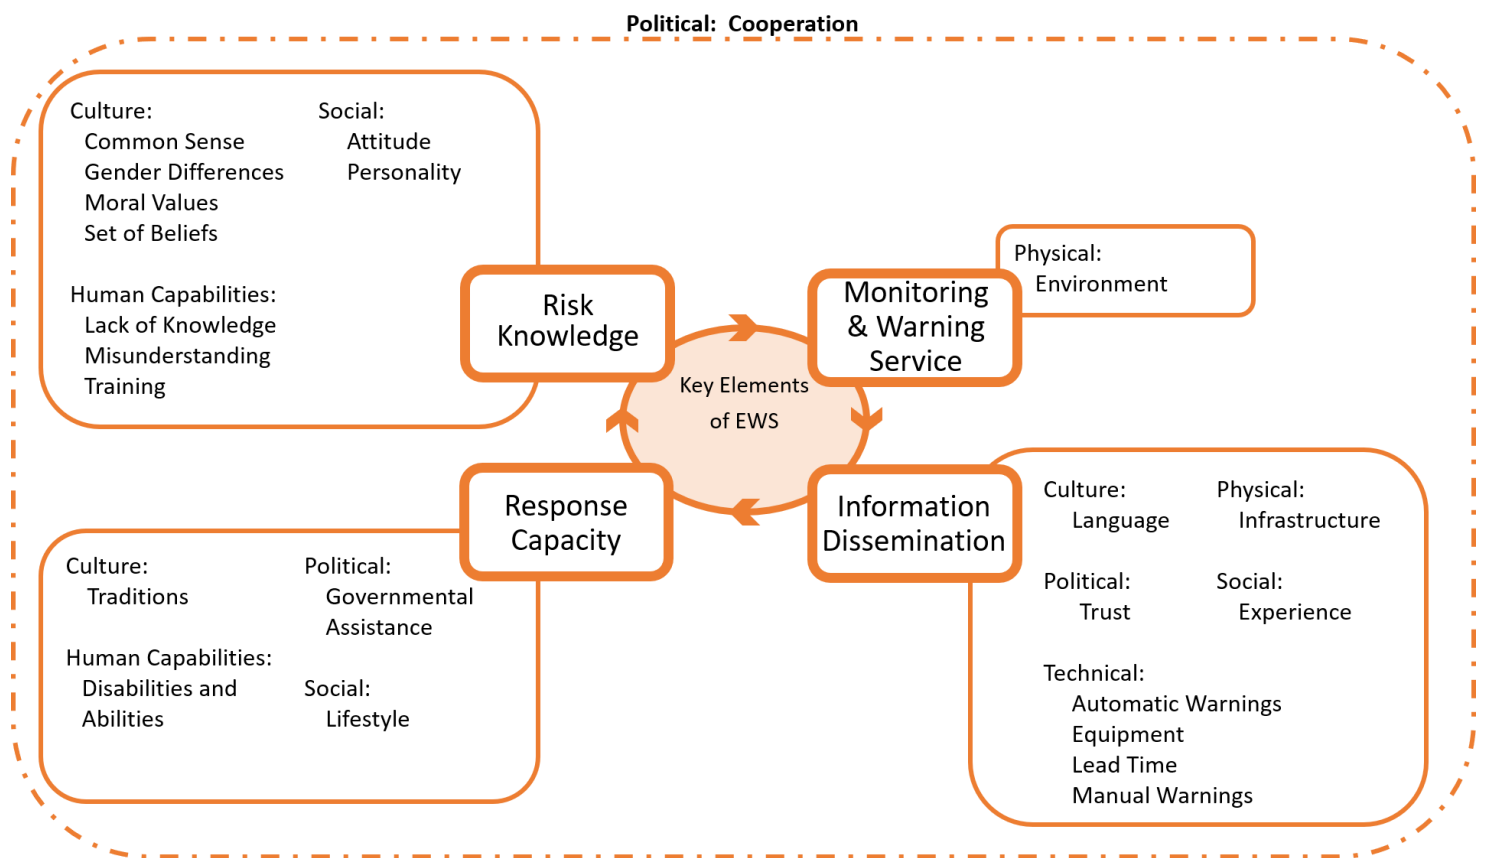 Political:  Cooperation
Culture:
Common Sense
Gender Differences
Moral Values
Set of Beliefs
Social:
Attitude
Personality
Human Capabilities:
Lack of Knowledge
Misunderstanding
Training
Risk
Knowledge
Monitoring
& Warning
Service
Physical:
Environment
Key Elements
of EWS
Response
Capacity
Information
Dissemination
Culture:
Traditions
Political:
Governmental
Assistance
Human Capabilities:
Disabilities and
Abilities
Social:
Lifestyle
Culture:
Language
Physical:
Infrastructure
Political:
Trust
Social:
Experience
Technical:
Automatic Warnings
Equipment
Lead Time
Manual Warnings